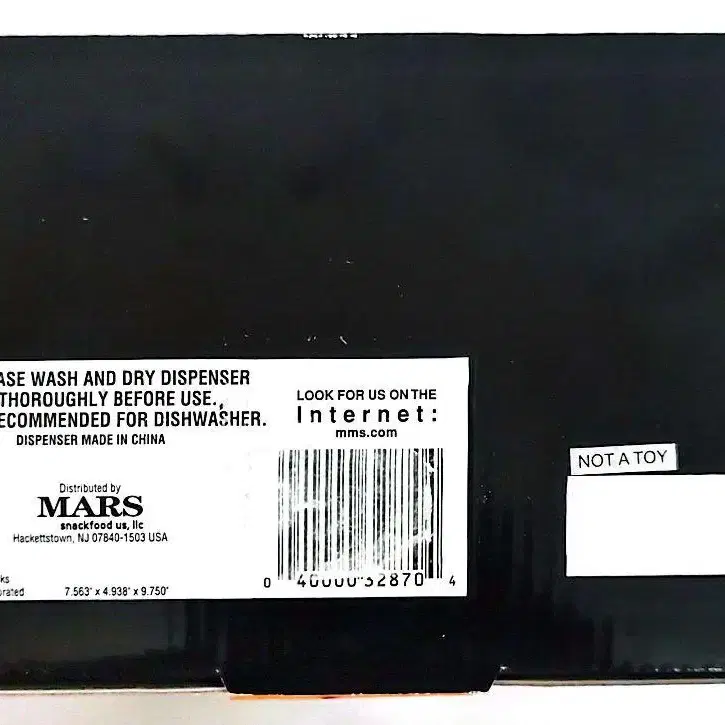 ASE WASH AND DRY DISPENSER
THOROUGHLY BEFORE USE.,
ECOMMENDED FOR DISHWASHER.
DISPENSER MADE IN CHINA
Distributed by
MARS
snackfood us, llc
Hackettstown, NJ 07840-1503 USA
ks
orated
7.563" x 4.938" x 9.750"
LOOK FOR US ON THE
Internet:
mms.com
0 40000 32870 4
NOT A TOY